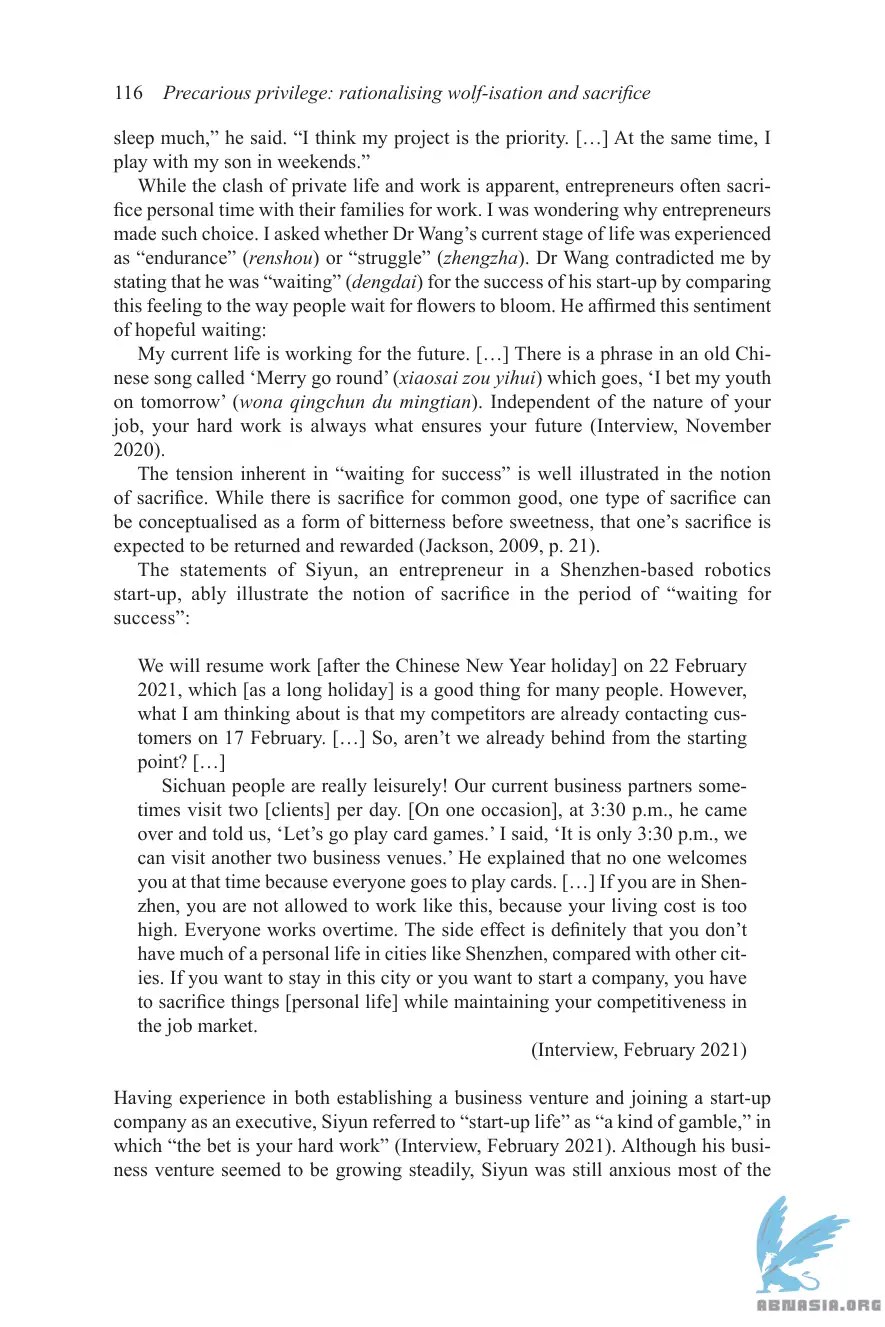 116 Precarious privilege: rationalising wolf-isation and sacrifice
sleep much,” he said. “I think my project is the priority. […] At the same time, I
play with my son in weekends.”
While the clash of private life and work is apparent, entrepreneurs often sacri-
fice personal time with their families for work. I was wondering why entrepreneurs
made such choice. I asked whether Dr Wang’s current stage of life was experienced
as “endurance” (renshou) or “struggle” (zhengzha). Dr Wang contradicted me by
stating that he was “waiting” (dengdai) for the success of his start-up by comparing
this feeling to the way people wait for flowers to bloom. He affirmed this sentiment
of hopeful waiting:
My current life is working for the future. […] There is a phrase in an old Chi-
nese song called ‘Merry go round’ (xiaosai zou yihui) which goes, ‘I bet my youth
on tomorrow’ (wona qingchun du mingtian). Independent of the nature of your
job, your hard work is always what ensures your future (Interview, November
2020).
The tension inherent in “waiting for success” is well illustrated in the notion
of sacrifice. While there is sacrifice for common good, one type of sacrifice can
be conceptualised as a form of bitterness before sweetness, that one’s sacrifice is
expected to be returned and rewarded (Jackson, 2009, p. 21).
The statements of Siyun, an entrepreneur in a Shenzhen-based robotics
start-up, ably illustrate the notion of sacrifice in the period of “waiting for
success”:
We will resume work [after the Chinese New Year holiday] on 22 February
2021, which [as a long holiday] is a good thing for many people. However,
what I am thinking about is that my competitors are already contacting cus-
tomers on 17 February. […] So, aren’t we already behind from the starting
point? […]
Sichuan people are really leisurely! Our current business partners some-
times visit two [clients] per day. [On one occasion], at 3:30 p.m., he came
over and told us, ‘Let’s go play card games.’ I said, ‘It is only 3:30 p.m., we
can visit another two business venues.’ He explained that no one welcomes
you at that time because everyone goes to play cards. […] If you are in Shen-
zhen, you are not allowed to work like this, because your living cost is too
high. Everyone works overtime. The side effect is definitely that you don’t
have much of a personal life in cities like Shenzhen, compared with other cit-
ies. If you want to stay in this city or you want to start a company, you have
to sacrifice things [personal life] while maintaining your competitiveness in
the job market.
(Interview, February 2021)
Having experience in both establishing a business venture and joining a start-up
company as an executive, Siyun referred to “start-up life” as “a kind of gamble,” in
which “the bet is your hard work” (Interview, February 2021). Although his busi-
ness venture seemed to be growing steadily, Siyun was still anxious most of the
ABNASIA.ORG